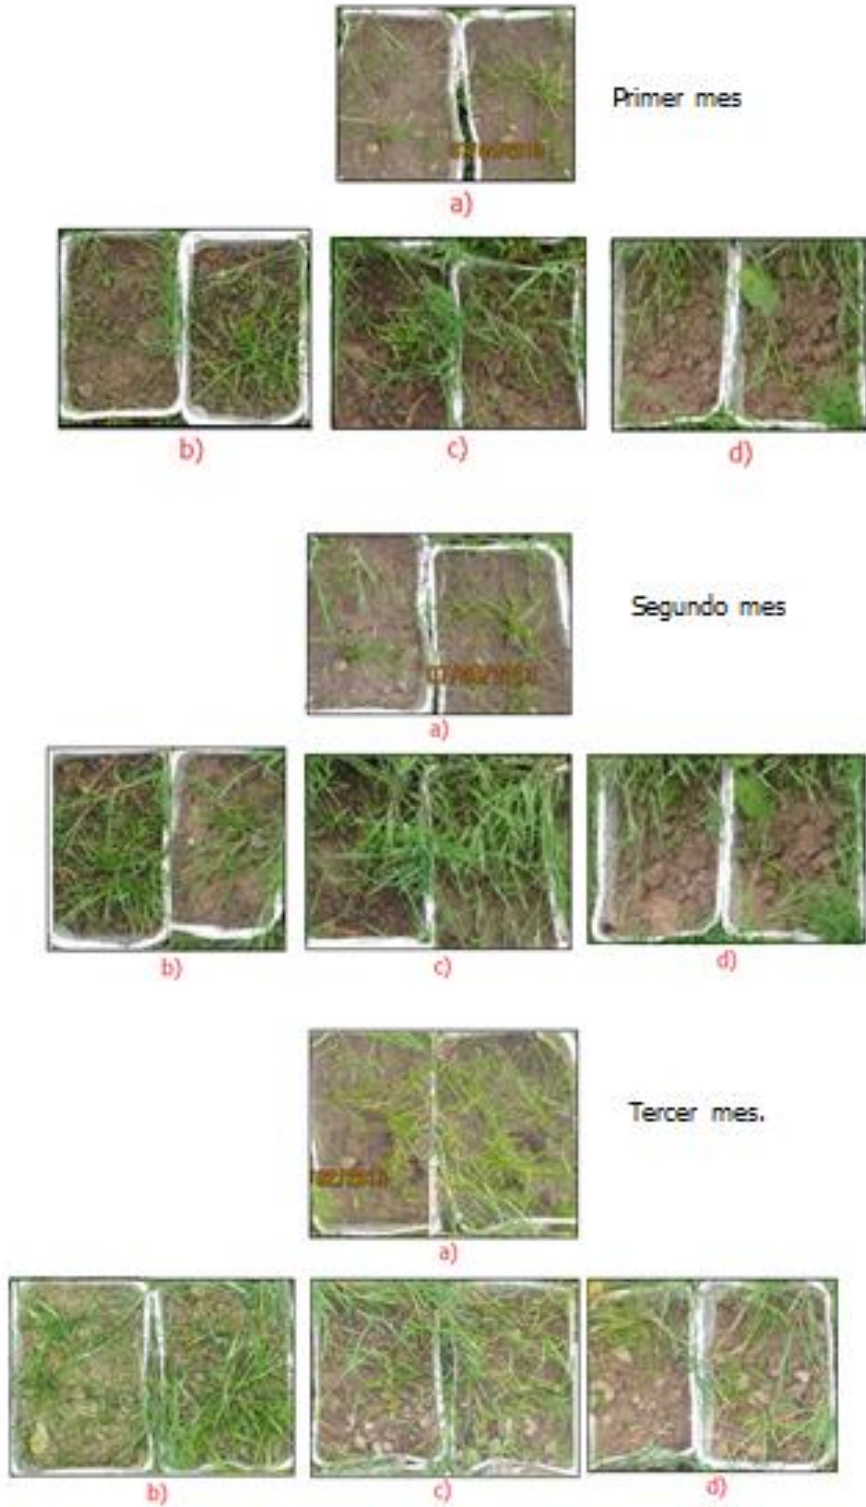 Primer mes
a)
b)
c)
d)
Segundo mes
a)
b)
c)
d)
Tercer mes.
a)
b)
c)
d)